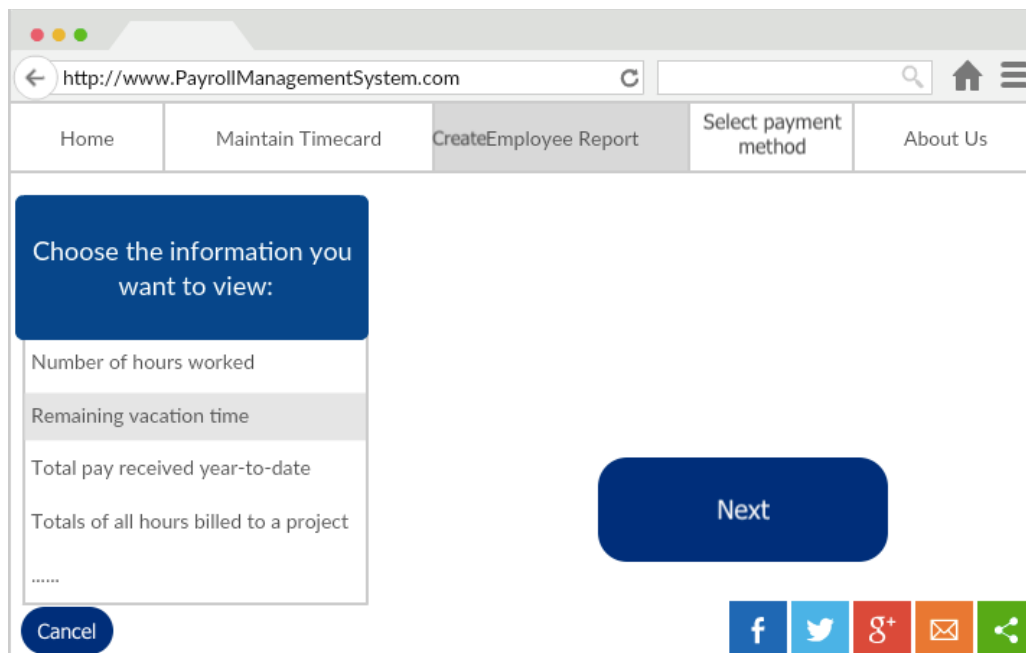 http://www.PayrollManagementSystem.com
Home
Maintain Timecard
CreateEmployee Report
Select payment
method
About Us
Choose the information you
want to view:
Number of hours worked
Remaining vacation time
Total pay received year-to-date
Totals of all hours billed to a project
......
Next
Cancel
f
g+